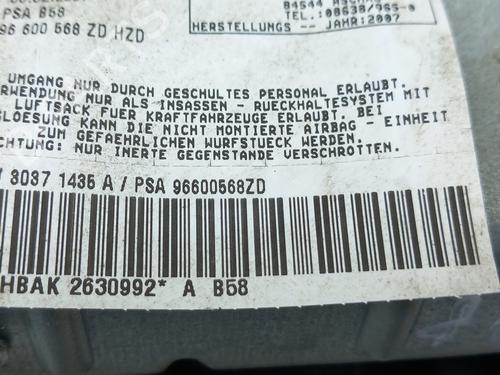 PSA B58
96 600 568 ZD HZD
84544
TEL.:08638/965-0
HERSTELLUNGS -- JAHR:2007
UMGANG NUR DURCH GESCHULTES PERSONAL ERLAUBT.
VERWENDUNG NUR ALS INSASSEN - RUECKHALTESYSTEM MIT
LUFTSACK FUER KRAFTFAHRZEUGE ERLAUBT. BEI
KANN DIE NICHT MONTIERTE AIRBAG - EINHEIT
ZUM GEFAEHRLICHEN WURFSTUECK WERDEN.
NUR INERTE GEGENSTAENDE VERSCHROTTEN.
3037 1435 A / PSA 96600568ZD
HBAK 2630992* A B58